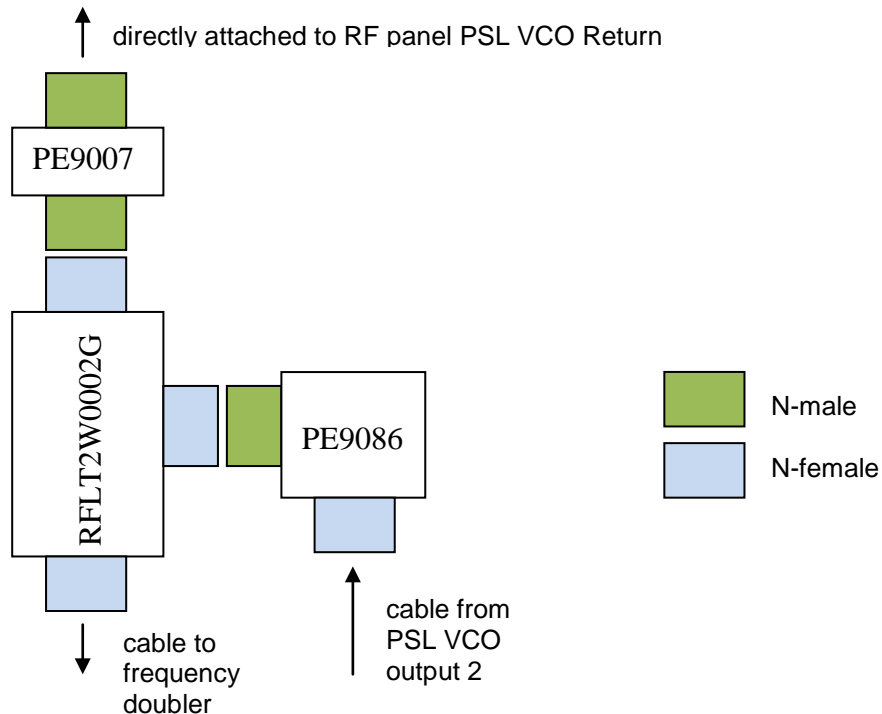 directly attached to RF panel PSL VCO Return
PE9007
RFLT2W0002G
PE9086
N-male
N-female
cable from
PSL VCO
output 2
cable to
frequency
doubler